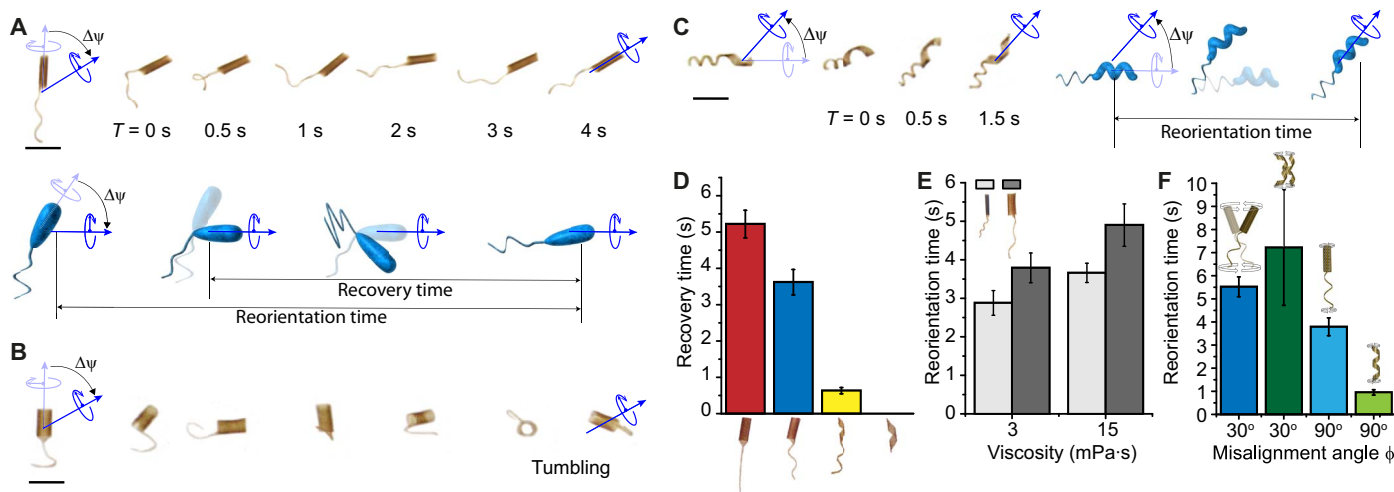 A
Δψ
T = 0 s 0.5 s 1 s 2 s 3 s 4 s
Δψ
Recovery time
Reorientation time
B
Δψ
Tumbling
C
Δψ
T = 0 s 0.5 s 1.5 s
Δψ
Reorientation time
D
Recovery time (s)
6
5
4
3
2
1
0
E
Reorientation time (s)
6
5
4
3
2
1
0
3 15
Viscosity (mPa·s)
F
Reorientation time (s)
10
9
8
7
6
5
4
3
2
1
0
30° 30° 90° 90°
Misalignment angle ϕ